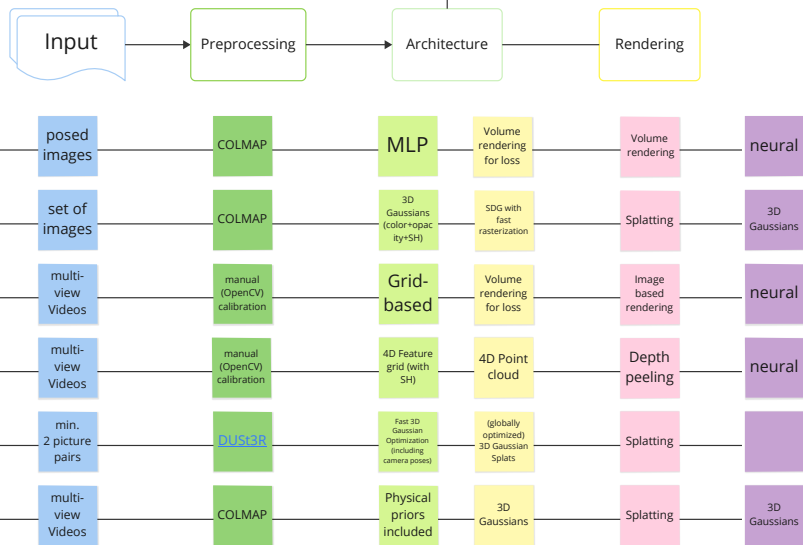 Input
Preprocessing
Architecture
Rendering
posed
images
COLMAP
MLP
Volume
rendering
for loss
Volume
rendering
neural
set of
images
COLMAP
3D
Gaussians
(color+opac
ity+SH)
SDG with
fast
rasterization
Splatting
3D
Gaussians
multi-
view
Videos
manual
(OpenCV)
calibration
Grid-
based
Volume
rendering
for loss
Image
based
rendering
neural
multi-
view
Videos
manual
(OpenCV)
calibration
4D Feature
grid (with
SH)
4D Point
cloud
Depth
peeling
neural
min.
2 picture
pairs
DUSt3R
Fast 3D
Gaussian
Optimization
(including
camera poses)
(globally
optimized)
3D Gaussian
Splats
Splatting
multi-
view
Videos
COLMAP
Physical
priors
included
3D
Gaussians
Splatting
3D
Gaussians